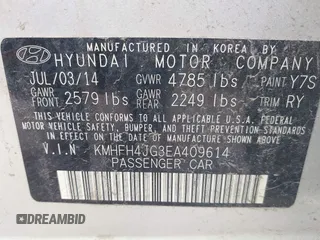 MANUFACTURED IN KOREA BY
HYUNDAI MOTOR COMPANY
JUL/03/14 GVWR 4785 lbs PAINT Y7S
GAWR FRONT 2579 lbs GAWR 2249 lbs TRIM RY
THIS VEHICLE CONFORMS TO ALL APPLICABLE
U.S. FEDERAL MOTOR VEHICLE SAFETY, BUMPER,
AND THEFT PREVENTION STANDARDS IN EFFECT
ON THE DATE OF MANUFACTURE SHOWN ABOVE.
V.I.N KMHFH4JG3EA409614
PASSENGER CAR
© DREAMBID DREAMBID.COM